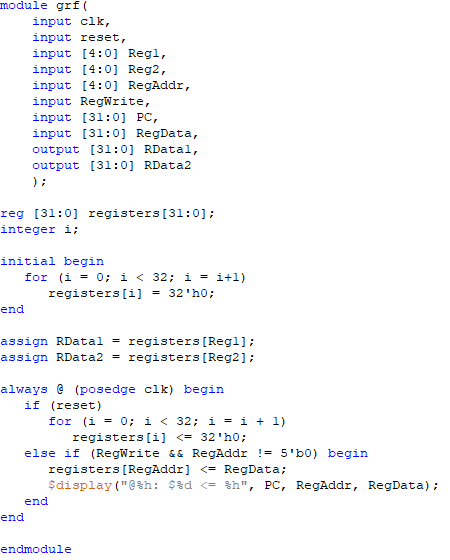 module grf(
    input clk,
    input reset,
    input [4:0] Reg1,
    input [4:0] Reg2,
    input [4:0] RegAddr,
    input RegWrite,
    input [31:0] PC,
    input [31:0] RegData,
    output [31:0] RData1,
    output [31:0] RData2
    );
reg [31:0] registers[31:0];
integer i;
initial begin
   for (i = 0; i < 32; i = i+1)
      registers[i] = 32'h0;
end
assign RData1 = registers[Reg1];
assign RData2 = registers[Reg2];
always @ (posedge clk) begin
   if (reset)
      for (i = 0; i < 32; i = i + 1)
         registers[i] <= 32'h0;
   else if (RegWrite && RegAddr != 5'b0) begin
      registers[RegAddr] <= RegData;
      $display("@%h: $%d <= %h", PC, RegAddr, RegData);
   end
end
endmodule